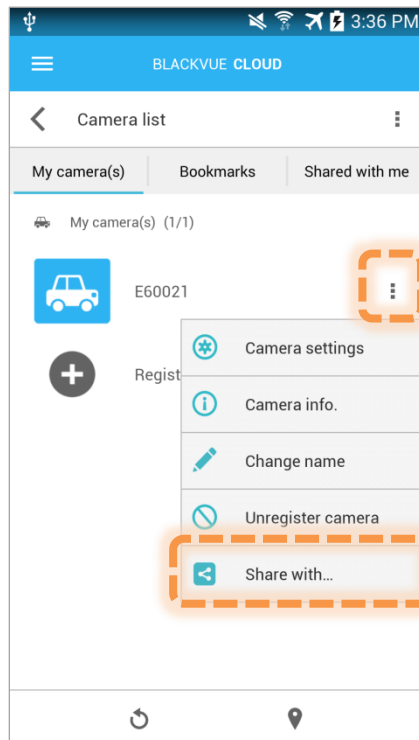 3:36 PM
BLACKVUE CLOUD
Camera list
My camera(s) Bookmarks Shared with me
My camera(s) (1/1)
E60021
Camera settings
Regist
Camera info.
Change name
Unregister camera
Share with...